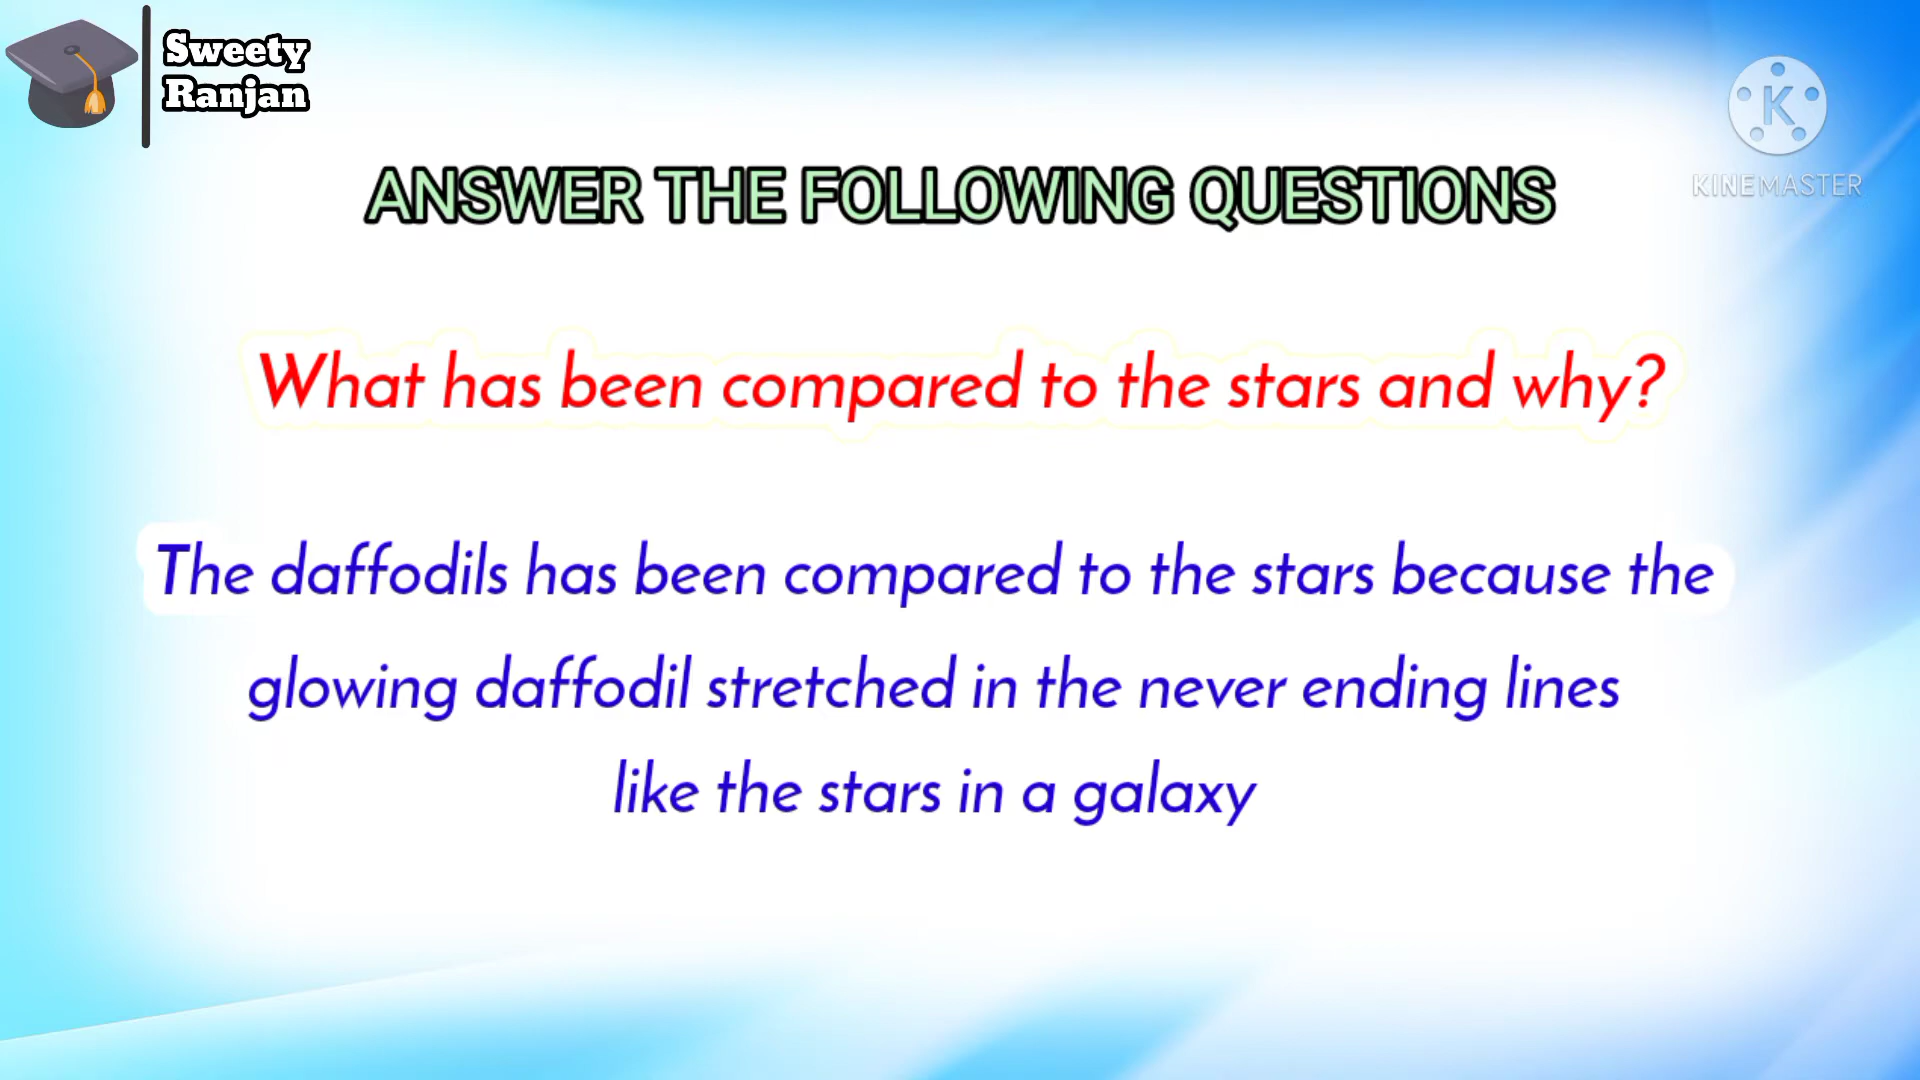 Sweety
Ranjan
K
KINEMASTER
ANSWER THE FOLLOWING QUESTIONS
What has been compared to the stars and why?
The daffodils has been compared to the stars because the
glowing daffodil stretched in the never ending lines
like the stars in a galaxy